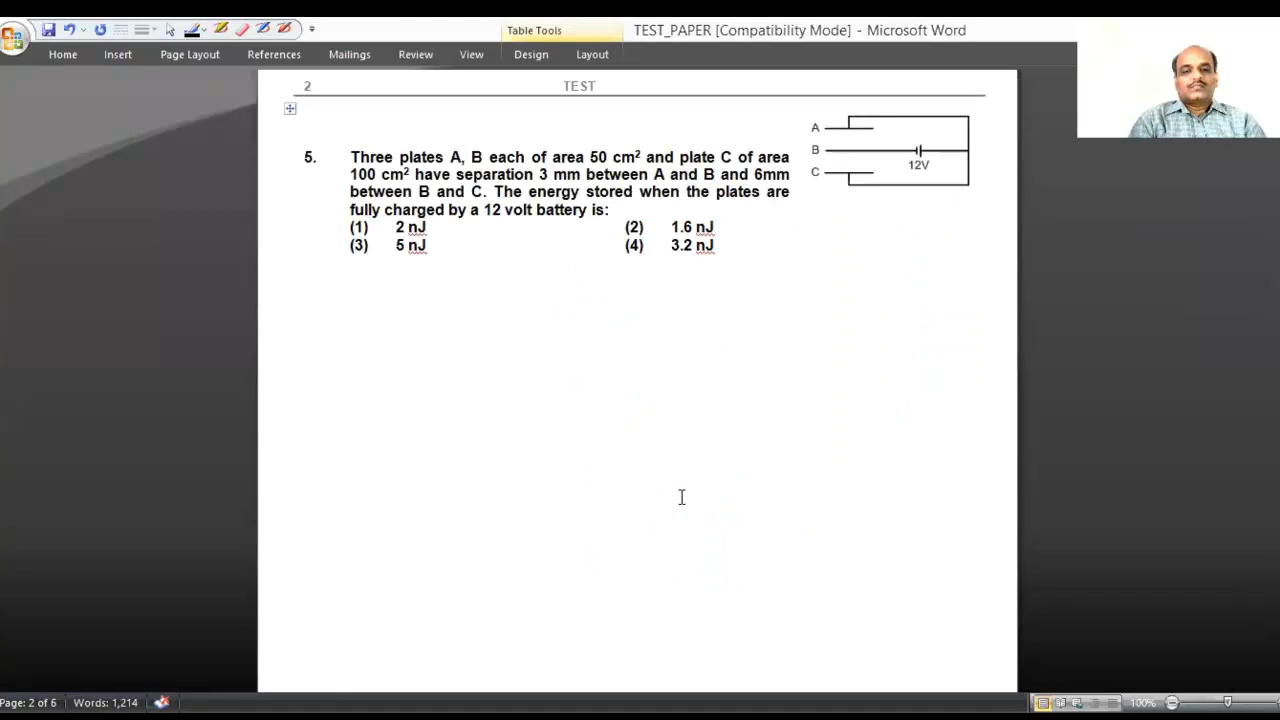 Table Tools
TEST_PAPER [Compatibility Mode] - Microsoft Word
Home Insert Page Layout References Mailings Review View Design Layout
2 TEST
A
B
12V
C
5. Three plates A, B each of area 50 cm² and plate C of area
100 cm² have separation 3 mm between A and B and 6mm
between B and C. The energy stored when the plates are
fully charged by a 12 volt battery is:
(1) 2 nJ (2) 1.6 nJ
(3) 5 nJ (4) 3.2 nJ
Page: 2 of 6 Words: 1,214 100%